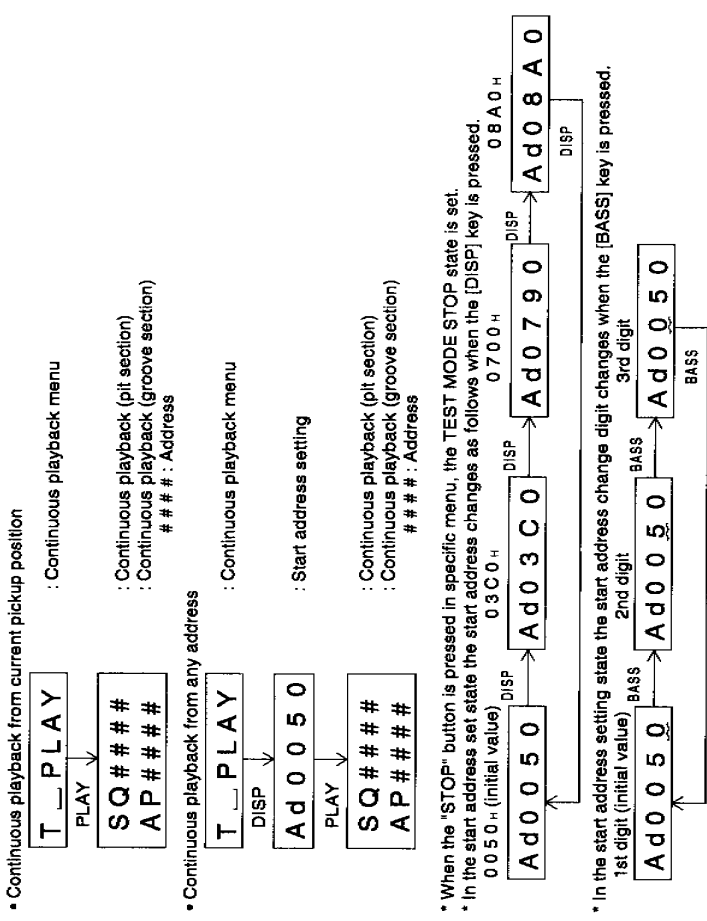 • Continuous playback from current pickup position
T _ PLAY : Continuous playback menu
PLAY
SQ#### : Continuous playback (pit section)
AP#### : Continuous playback (groove section)
####: Address
• Continuous playback from any address
T _ PLAY : Continuous playback menu
DISP
Ad0050 : Start address setting
PLAY
SQ#### : Continuous playback (pit section)
AP#### : Continuous playback (groove section)
####: Address
* When the "STOP" button is pressed in specific menu, the TEST MODE STOP state is set.
* In the start address set state the start address changes as follows when the [DISP] key is pressed.
0050H (initial value) 03C0H 0700H 08A0H
Ad0050 DISP Ad03C0 DISP Ad0790 DISP Ad08A0
DISP
* In the start address setting state the start address change digit changes when the [BASS] key is pressed.
1st digit (initial value) 2nd digit 3rd digit
Ad0050 BASS Ad0050 BASS Ad0050
BASS